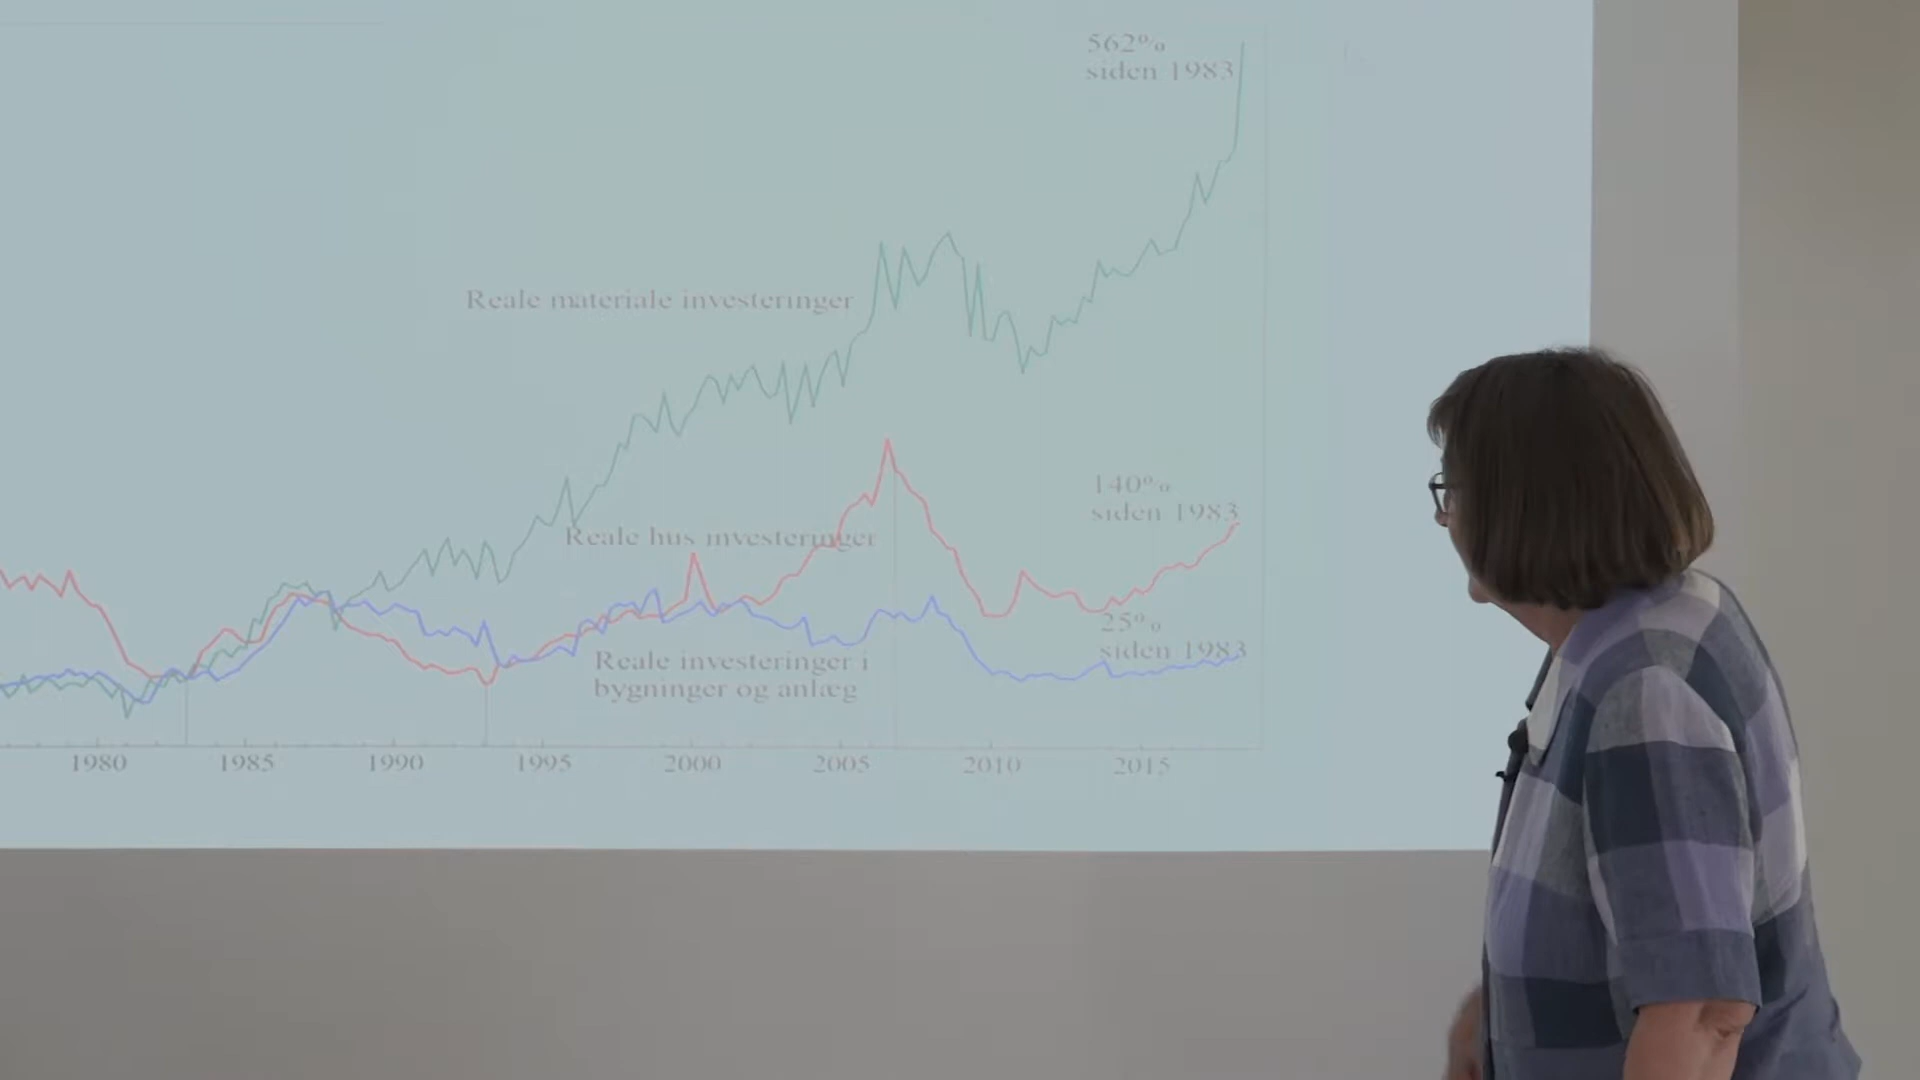 562%
siden 1983
Reale materiale investeringer
140%
siden 1983
Reale hus investeringer
25%
siden 1983
Reale investeringer i
bygninger og anlæg
1980 1985 1990 1995 2000 2005 2010 2015